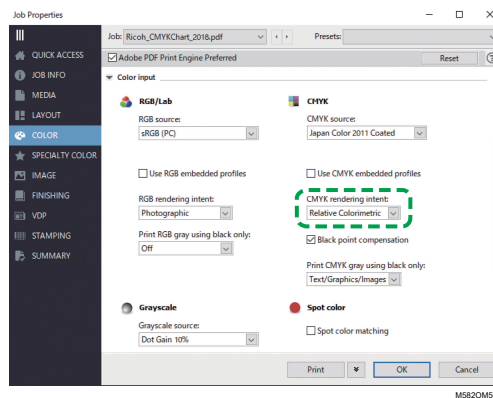 Job Properties
Job: Ricoh_CMYKChart_2018.pdf Presets:
QUICK ACCESS
JOB INFO
MEDIA
LAYOUT
COLOR
SPECIALTY COLOR
IMAGE
FINISHING
VDP
STAMPING
SUMMARY
Adobe PDF Print Engine Preferred Reset
Color input
RGB/Lab
RGB source:
sRGB (PC)
Use RGB embedded profiles
RGB rendering intent:
Photographic
Print RGB gray using black only:
Off
CMYK
CMYK source:
Japan Color 2011 Coated
Use CMYK embedded profiles
CMYK rendering intent:
Relative Colorimetric
Black point compensation
Print CMYK gray using black only:
Text/Graphics/Images
Grayscale
Grayscale source:
Dot Gain 10%
Spot color
Spot color matching
Print OK Cancel